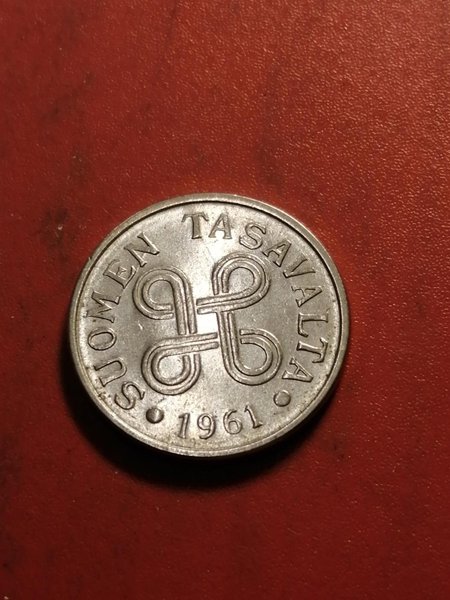 SUOMEN TASAVALTA
• 1961 •